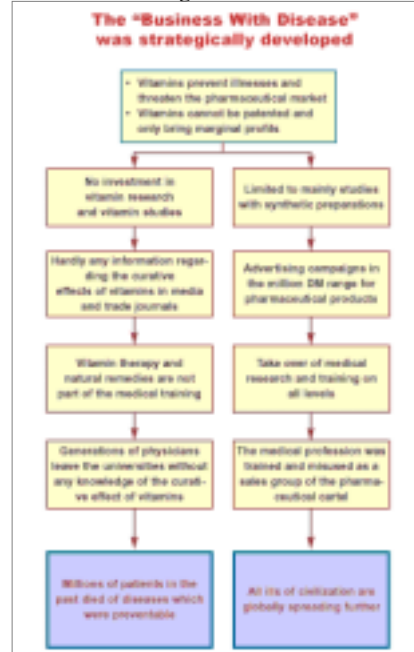 The “Business With Disease”
was strategically developed
• Vitamins prevent illnesses and
threaten the pharmaceutical market
• Vitamins cannot be patented and
only bring marginal profits
No investment in
vitamin research
and vitamin studies
Limited to mainly studies
with synthetic preparations
Hardly any information regar-
ding the curative
effects of vitamins in media
and trade journals
Advertising campaigns in
the million DM range for
pharmaceutical products
Vitamin therapy and
natural remedies are not
part of the medical training
Take over of medical
research and training on
all levels
Generations of physicians
leave the universities without
any knowledge of the curati-
ve effect of vitamins
The medical profession was
trained and misused as a
sales group of the pharma-
ceutical cartel
Millions of patients in the
past died of diseases which
were preventable
All ills of civilization are
globally spreading further